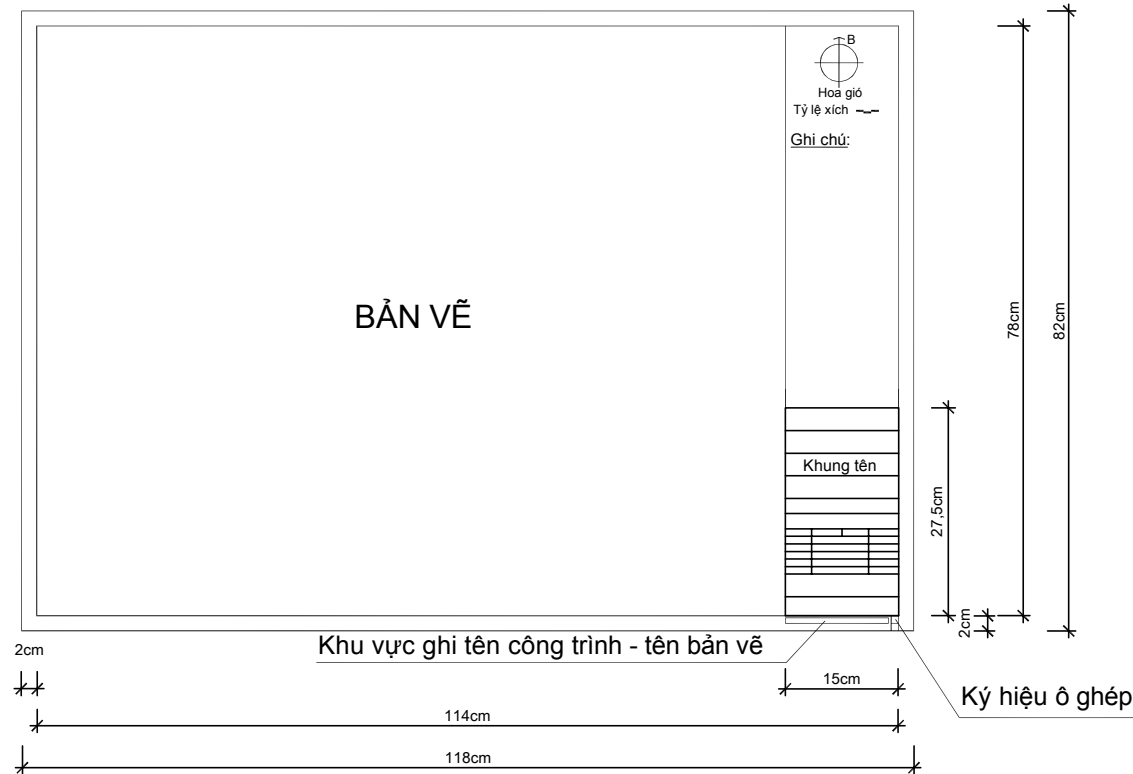 B
Hoa gió
Tỷ lệ xích
Ghi chú:
BẢN VẼ
78cm
82cm
Khung tên
27,5cm
2cm
Khu vực ghi tên công trình - tên bản vẽ
2cm
15cm
Ký hiệu ô ghép
114cm
118cm